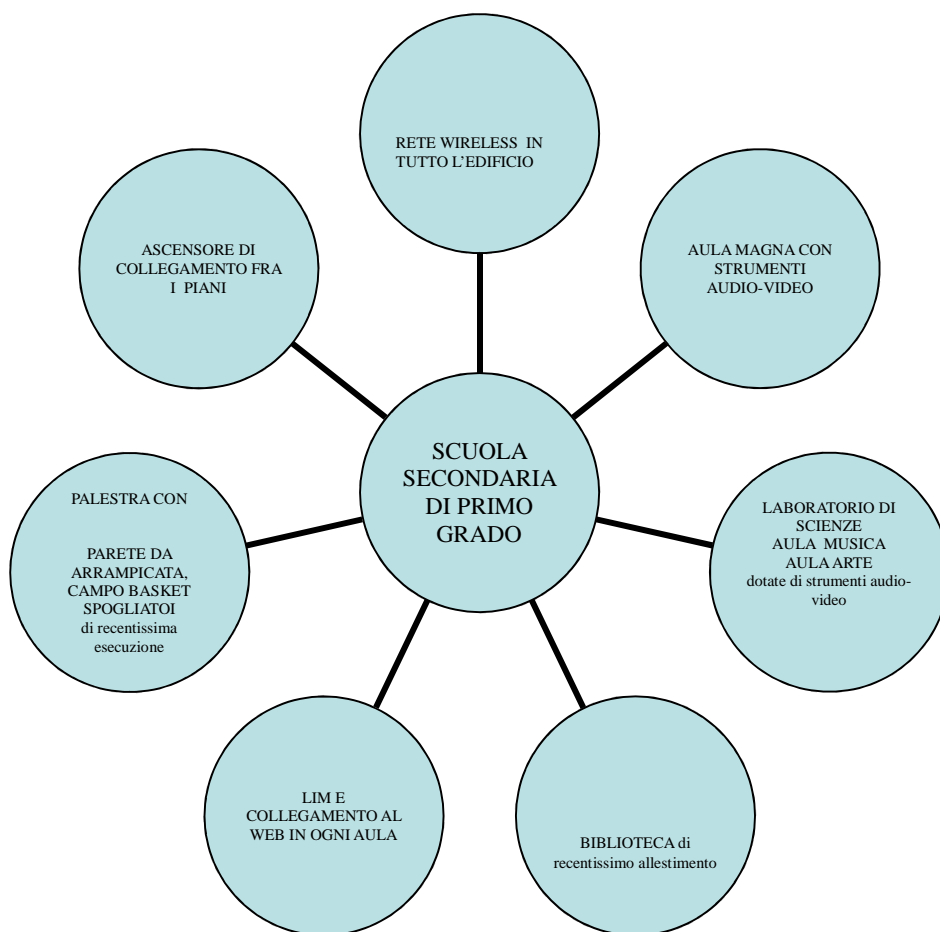 RETE WIRELESS IN
TUTTO L'EDIFICIO
ASCENSORE DI
COLLEGAMENTO FRA
I PIANI
AULA MAGNA CON
STRUMENTI
AUDIO-VIDEO
SCUOLA
SECONDARIA
DI PRIMO
GRADO
PALESTRA CON
PARETE DA
ARRAMPICATA,
CAMPO BASKET
SPOGLIATOI
di recentissima
esecuzione
LABORATORIO DI
SCIENZE
AULA MUSICA
AULA ARTE
dotate di strumenti audio-
video
LIM E
COLLEGAMENTO AL
WEB IN OGNI AULA
BIBLIOTECA di
recentissimo allestimento